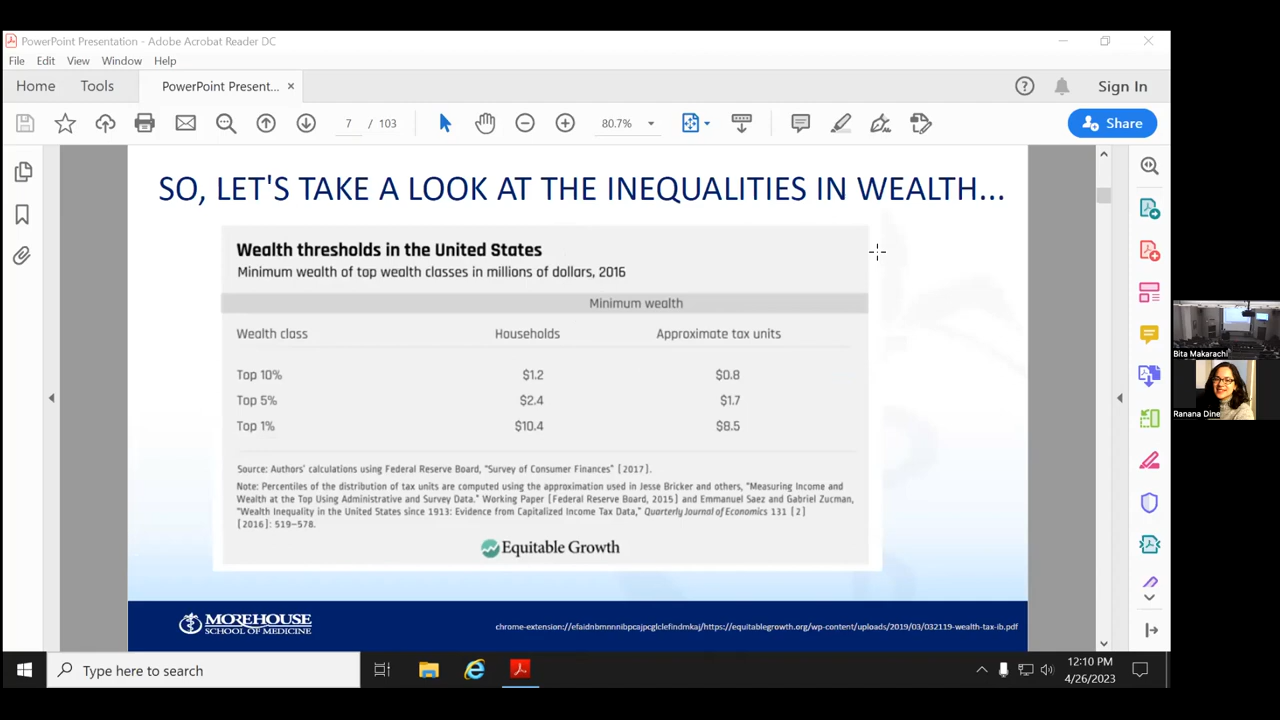 PowerPoint Presentation - Adobe Acrobat Reader DC
File Edit View Window Help
Home Tools PowerPoint Present... × Sign In
7 / 103 80.7% Share
SO, LET'S TAKE A LOOK AT THE INEQUALITIES IN WEALTH...
Wealth thresholds in the United States
Minimum wealth of top wealth classes in millions of dollars, 2016
Minimum wealth
Wealth class Households Approximate tax units
Top 10% $1.2 $0.8
Top 5% $2.4 $1.7
Top 1% $10.4 $8.5
Source: Authors' calculations using Federal Reserve Board, "Survey of Consumer Finances" [2017].
Note: Percentiles of the distribution of tax units are computed using the approximation used in Jesse Bricker and others, "Measuring Income and
Wealth at the Top Using Administrative and Survey Data." Working Paper [Federal Reserve Board, 2015] and Emmanuel Saez and Gabriel Zucman,
"Wealth Inequality in the United States since 1913: Evidence from Capitalized Income Tax Data," Quarterly Journal of Economics 131 [2]
[2016]: 519–578.
Equitable Growth
MOREHOUSE
SCHOOL OF MEDICINE
chrome-extension://efaidnbmnnnibpcajpcglclefindmkaj/https://equitablegrowth.org/wp-content/uploads/2019/03/032119-wealth-tax-ib.pdf
Bita Makarachi
Ranana Dine
Type here to search
12:10 PM
4/26/2023